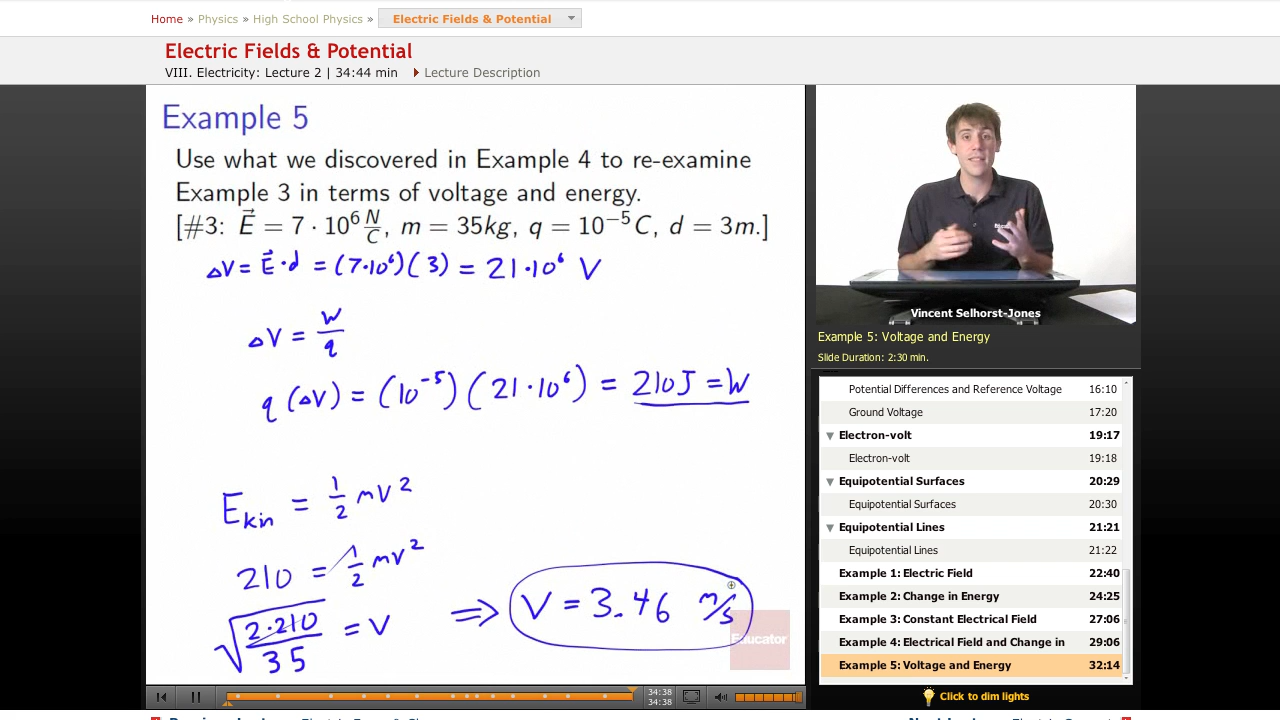 Home » Physics » High School Physics » Electric Fields & Potential
Electric Fields & Potential
VIII. Electricity: Lecture 2 | 34:44 min Lecture Description
Example 5
Use what we discovered in Example 4 to re-examine
Example 3 in terms of voltage and energy.
[#3: E⃗ = 7 · 10⁶ N/C, m = 35kg, q = 10⁻⁵C, d = 3m.]
ΔV = E⃗ · d = (7·10⁶)(3) = 21·10⁶ V
ΔV = W/q
q (ΔV) = (10⁻⁵)(21·10⁶) = 210J = W
E kin = 1/2 mv²
210 = 1/2 mv²
√(2·210/35) = V ⇒ V = 3.46 m/s
Educator
34:38
34:38
Vincent Selhorst-Jones
Example 5: Voltage and Energy
Slide Duration: 2:30 min.
Potential Differences and Reference Voltage 16:10
Ground Voltage 17:20
▼ Electron-volt 19:17
Electron-volt 19:18
▼ Equipotential Surfaces 20:29
Equipotential Surfaces 20:30
▼ Equipotential Lines 21:21
Equipotential Lines 21:22
Example 1: Electric Field 22:40
Example 2: Change in Energy 24:25
Example 3: Constant Electrical Field 27:06
Example 4: Electrical Field and Change in 29:06
Example 5: Voltage and Energy 32:14
Click to dim lights